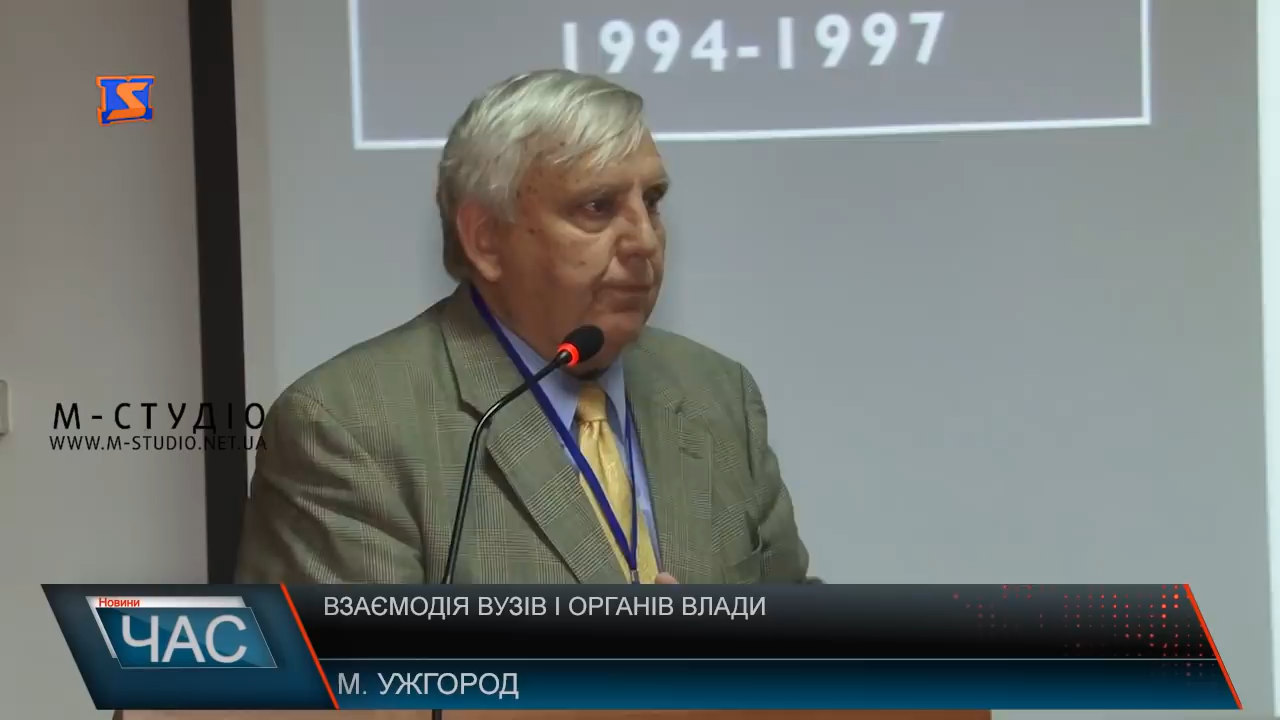 1994-1997
S
М-СТУДІО
WWW.M-STUDIO.NET.UA
Новини
ЧАС
ВЗАЄМОДІЯ ВУЗІВ І ОРГАНІВ ВЛАДИ
М. УЖГОРОД